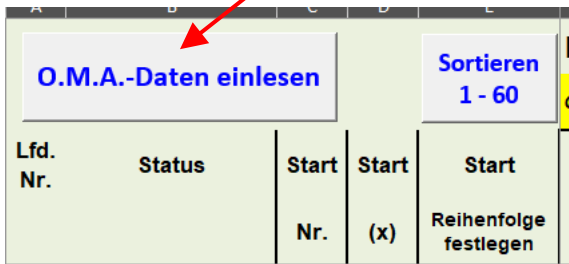 O.M.A.-Daten einlesen
Sortieren
1 - 60
Lfd.
Nr.
Status
Start
Nr.
Start
(x)
Start
Reihenfolge
festlegen